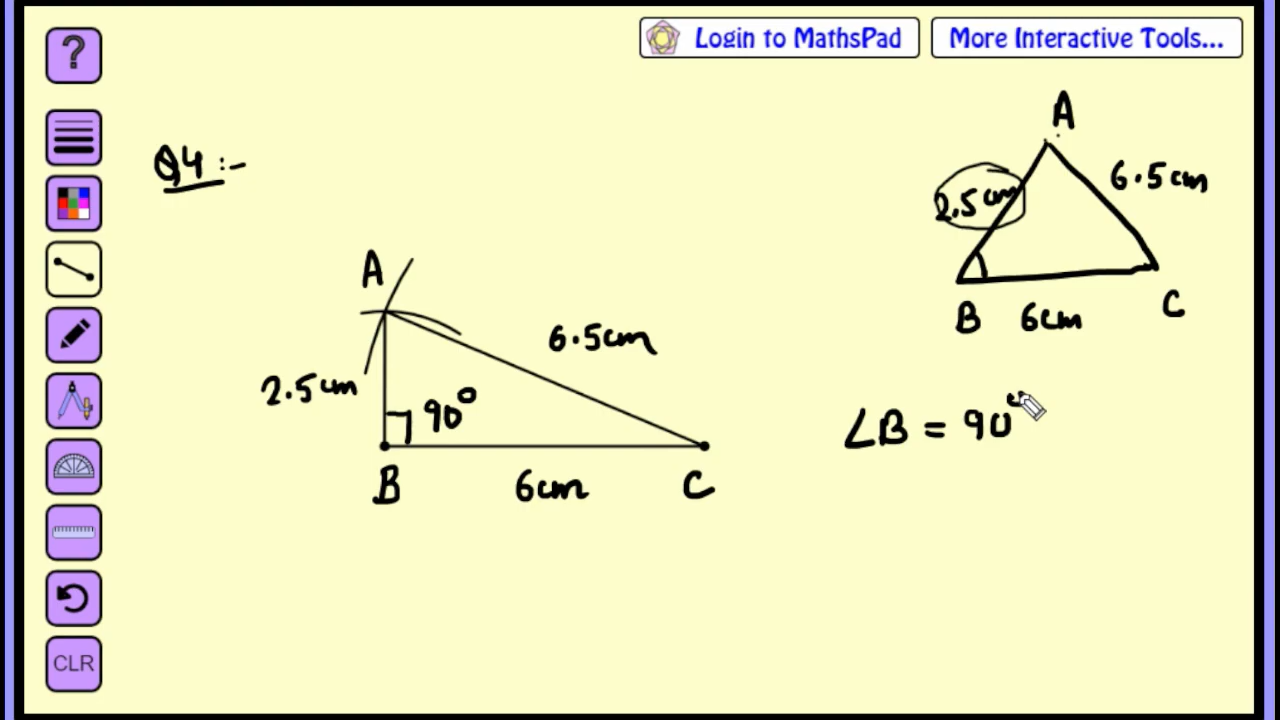 ?
Login to MathsPad
More Interactive Tools...
Q4 :-
A
2.5cm
6.5cm
B
6cm
C
A
2.5cm
6.5cm
90°
B
6cm
C
∠B = 90°
CLR